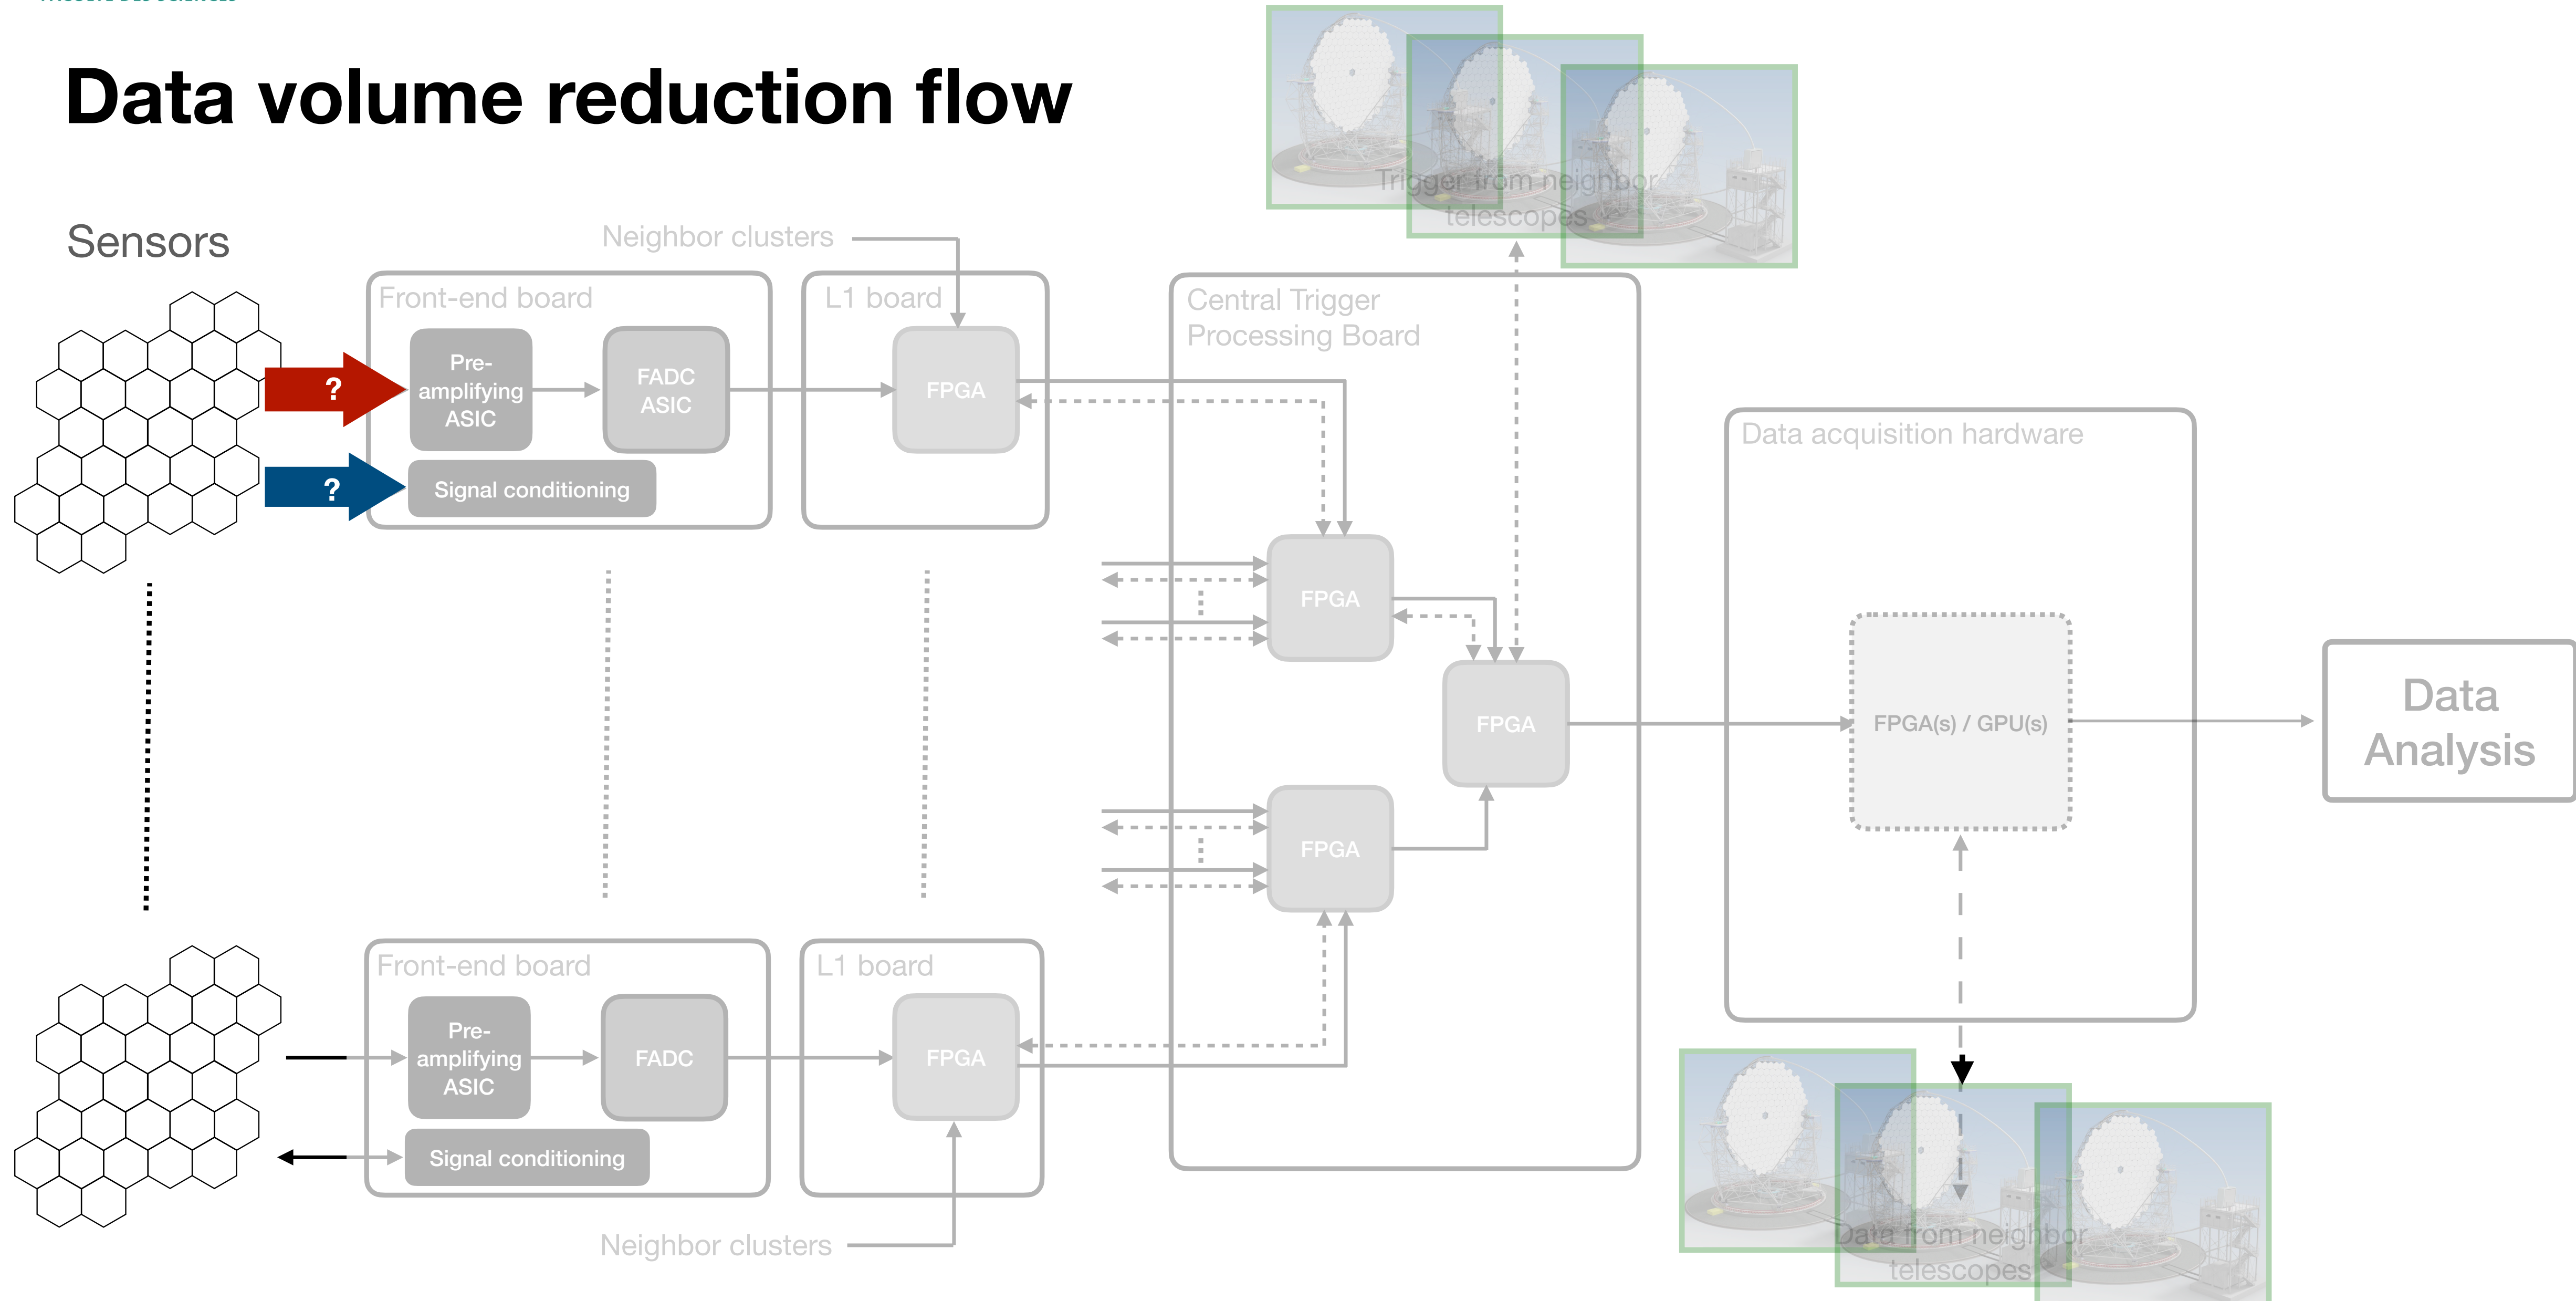 Data volume reduction flow
Trigger from neighbor
telescopes
Sensors
Neighbor clusters
Front-end board
L1 board
Central Trigger
Processing Board
Pre-
amplifying
ASIC
FADC
ASIC
FPGA
?
Signal conditioning
?
Data acquisition hardware
FPGA
FPGA
FPGA(s) / GPU(s)
Data
Analysis
FPGA
Front-end board
L1 board
Pre-
amplifying
ASIC
FADC
FPGA
Signal conditioning
Neighbor clusters
Data from neighbor
telescopes